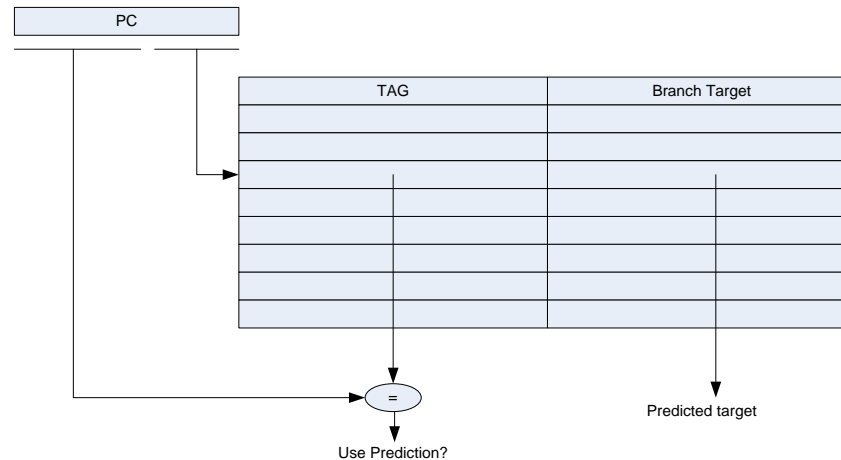 PC
TAG
Branch Target
=
Predicted target
Use Prediction?